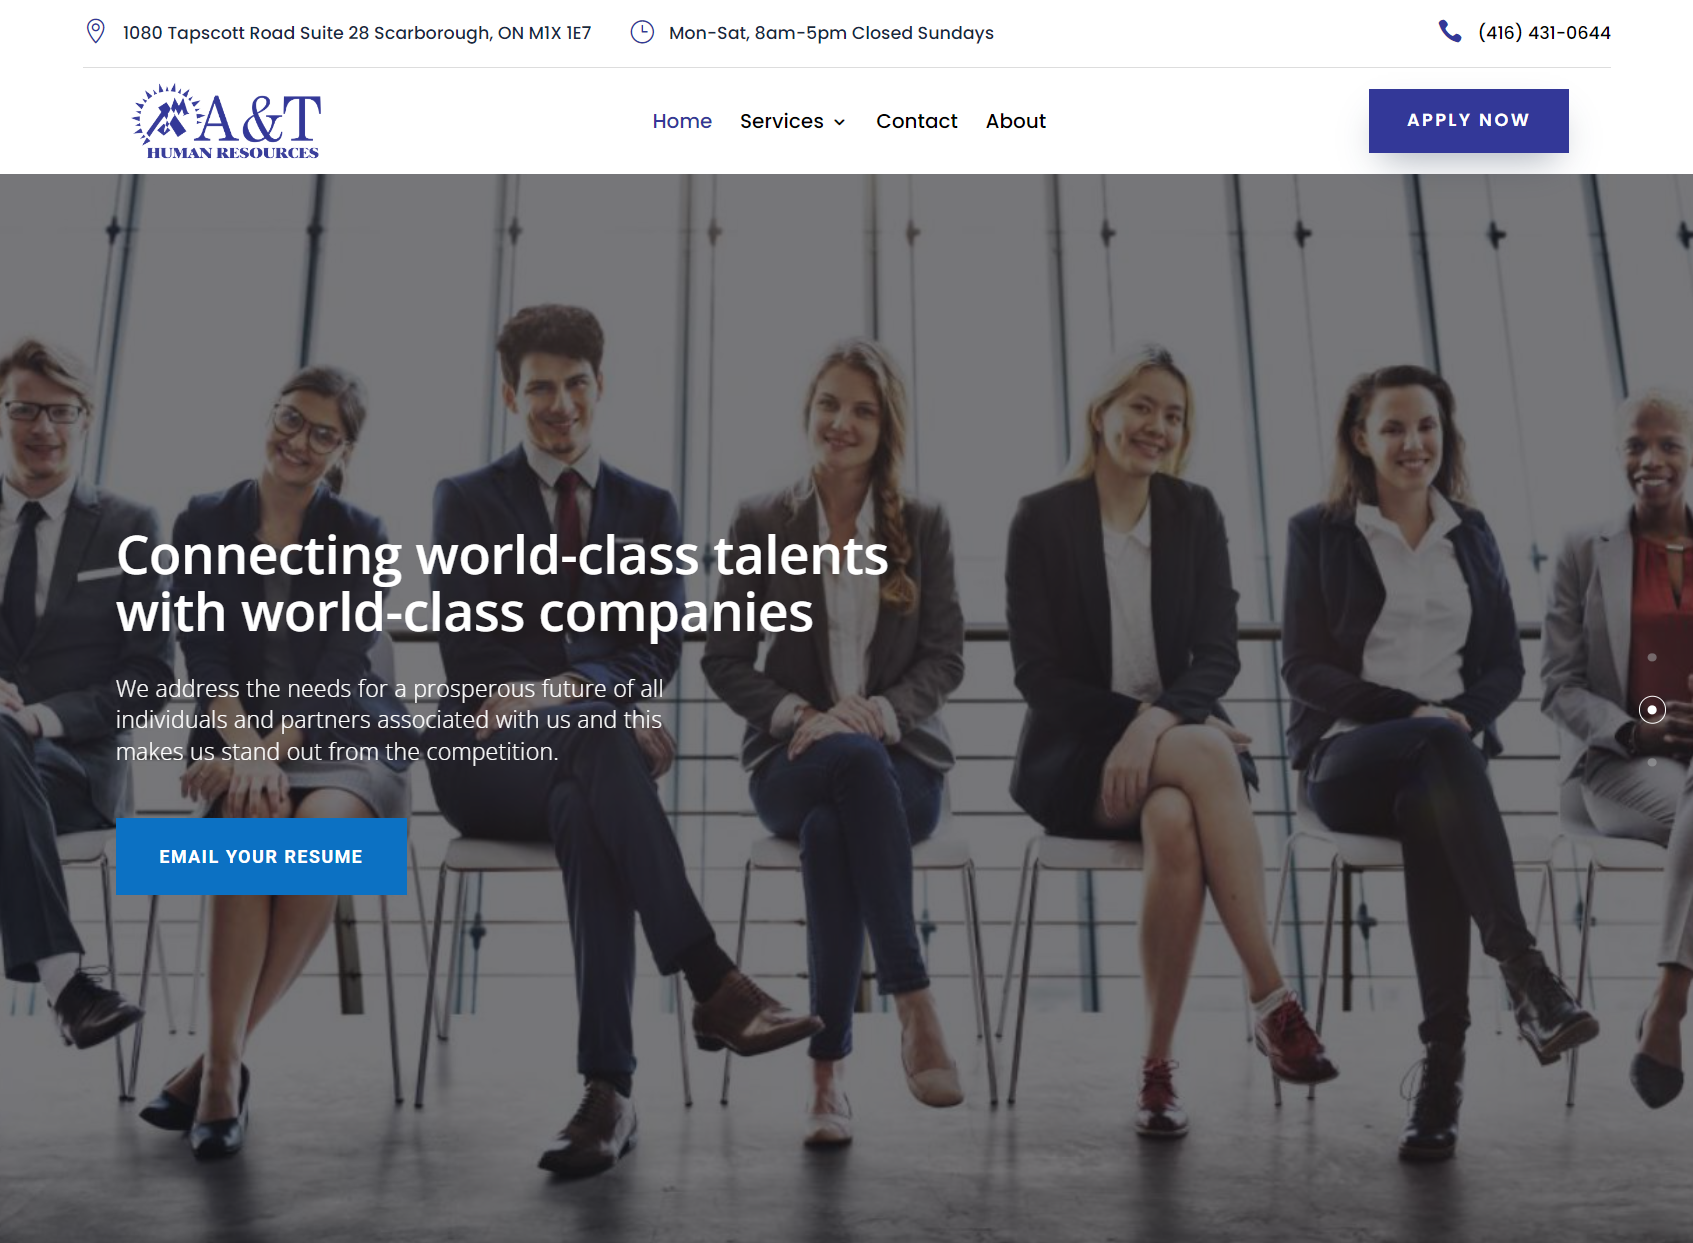 1080 Tapscott Road Suite 28 Scarborough, ON M1X 1E7
Mon-Sat, 8am-5pm Closed Sundays
(416) 431-0644
A&T
HUMAN RESOURCES
Home
Services
Contact
About
APPLY NOW
Connecting world-class talents
with world-class companies
We address the needs for a prosperous future of all
individuals and partners associated with us and this
makes us stand out from the competition.
EMAIL YOUR RESUME